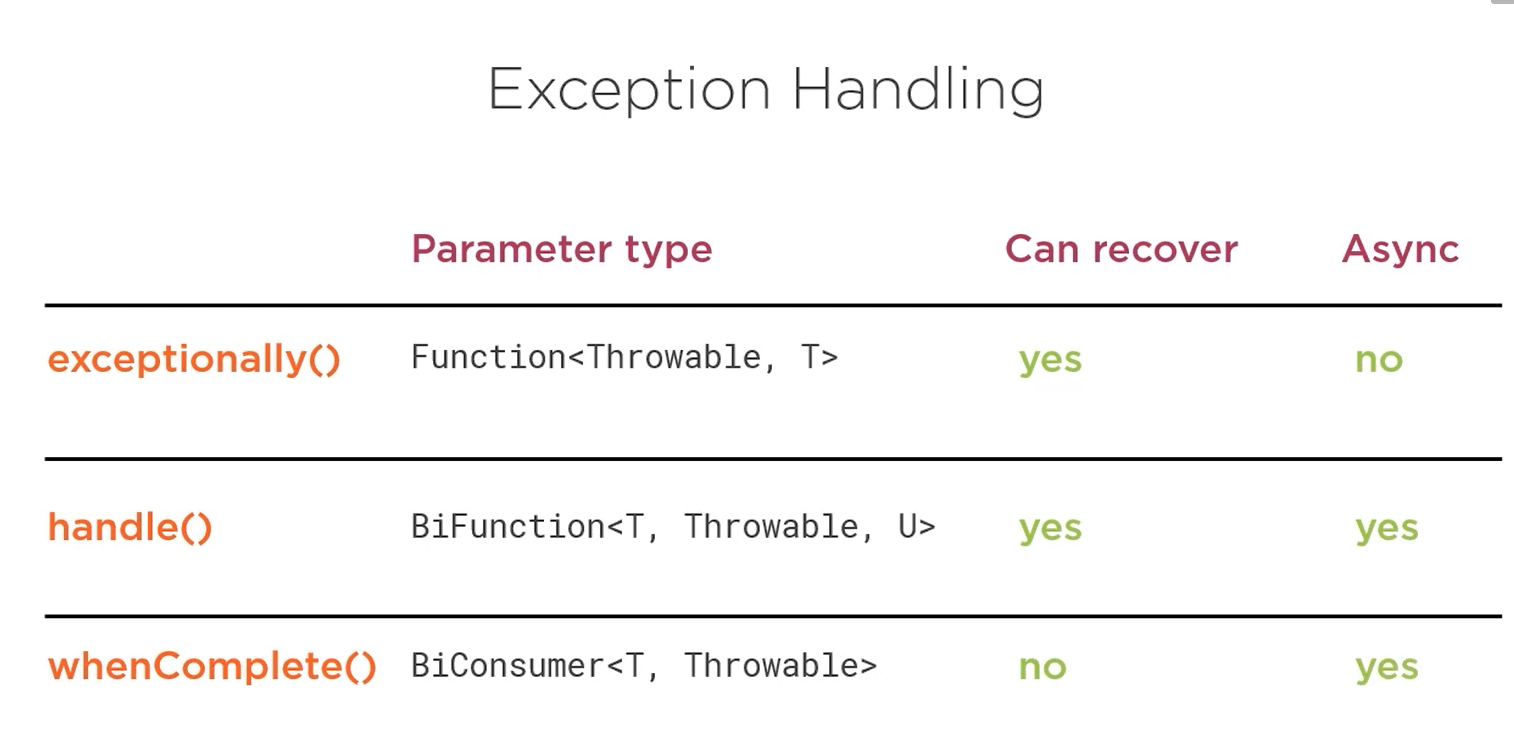 Exception Handling
Parameter type Can recover Async
exceptionally() Function<Throwable, T> yes no
handle() BiFunction<T, Throwable, U> yes yes
whenComplete() BiConsumer<T, Throwable> no yes